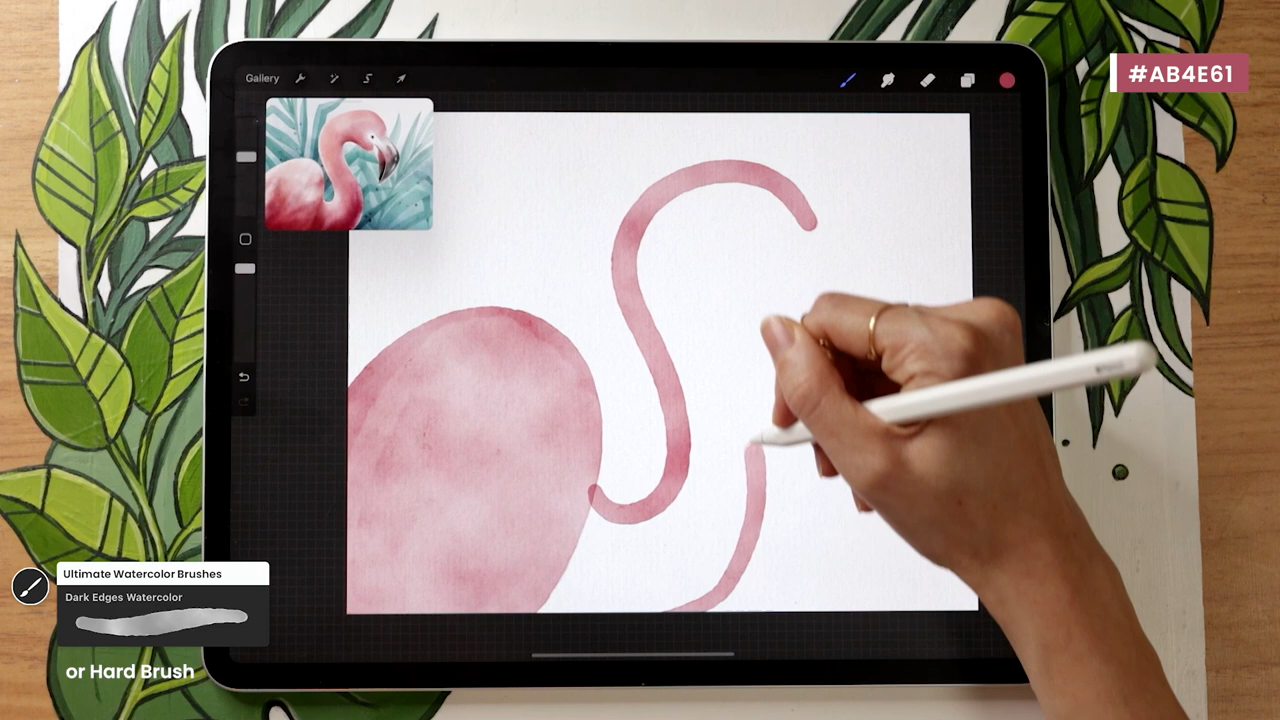 Gallery
#AB4E61
Ultimate Watercolor Brushes
Dark Edges Watercolor
or Hard Brush